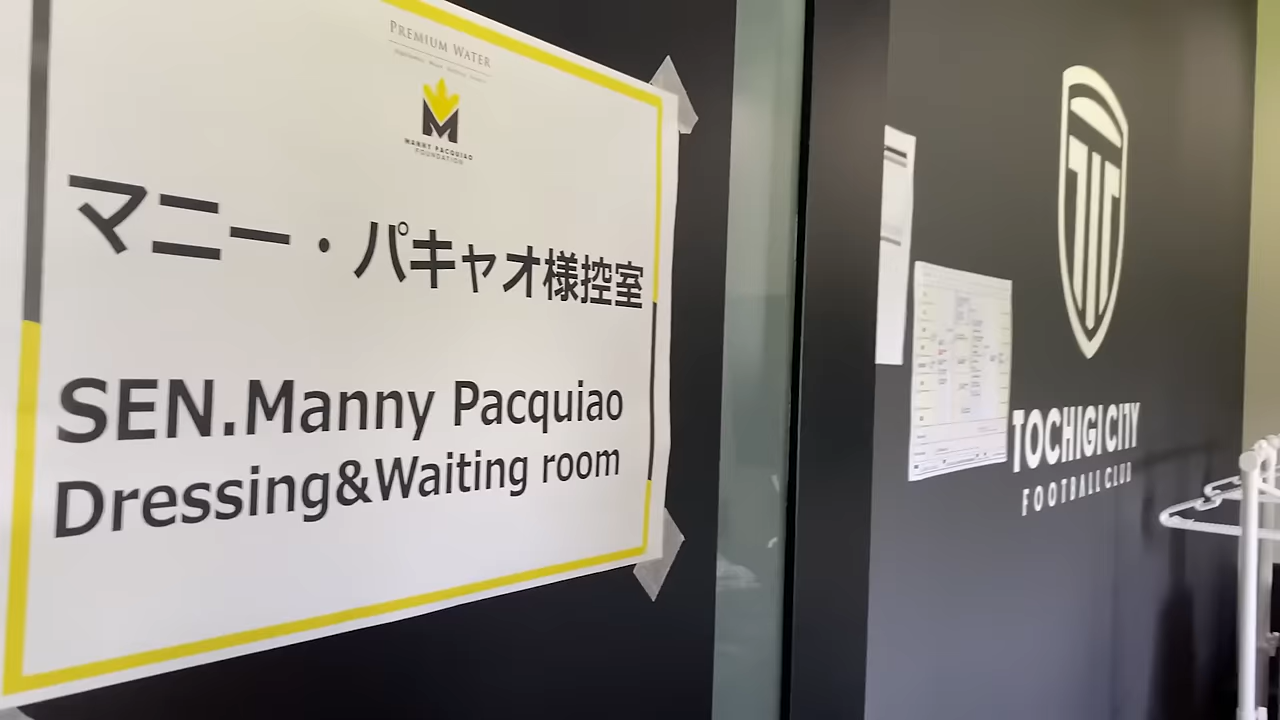 PREMIUM WATER
MANNY PACQUIAO
FOUNDATION
マニー・パキャオ様控室
SEN.Manny Pacquiao
Dressing&Waiting room
TOCHIGI CITY
FOOTBALL CLUB